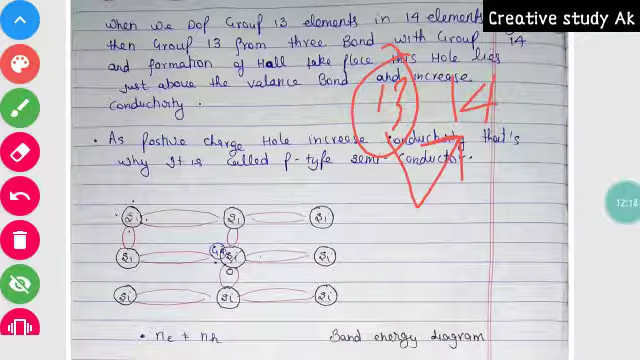 Creative study Ak
when we Dop Group 13 elements in 14 elements
then Group 13 from three Bond with Group 14
and formation of Hall take place this Hole lies
just above the valance Bond and increase
conductivity.
13 14
• As postive charge Hole increase conductivity that's
why It is called P-type semi conductor.
Si Si Si
Si Si Si
Si Si Si
• ne + nh Band energy diagram
12:18